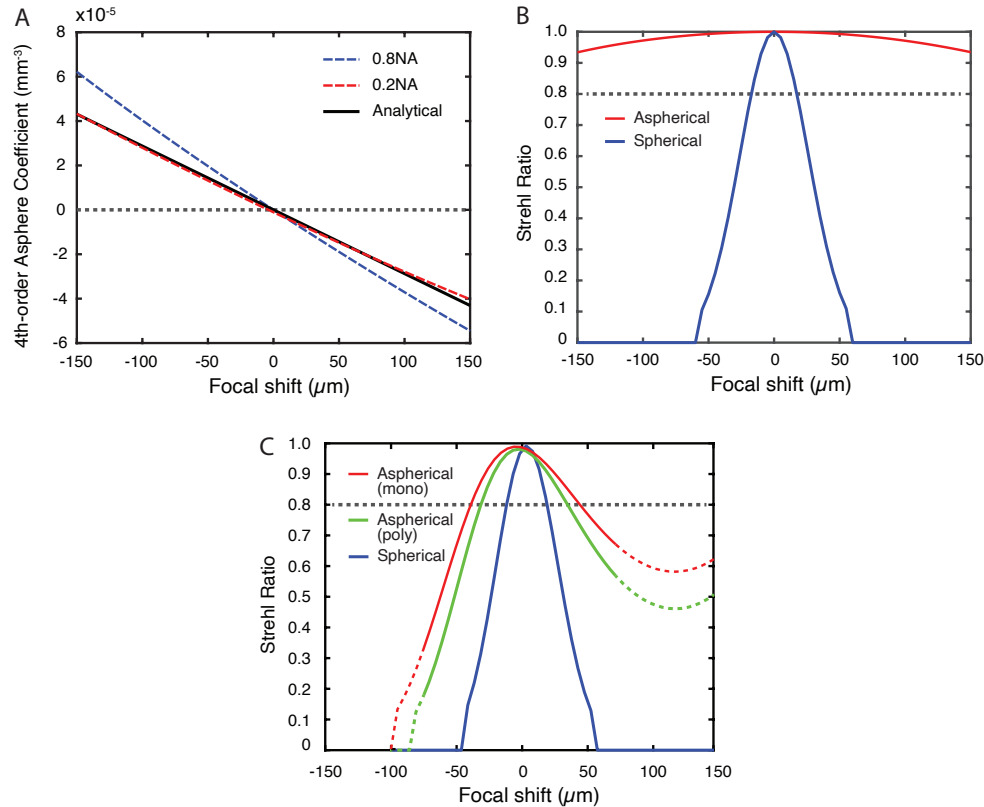 A
x10⁻⁵
4th-order Asphere Coefficient (mm⁻³)
8
6
4
2
0
-2
-4
-6
0.8NA
0.2NA
Analytical
-150 -100 -50 0 50 100 150
Focal shift (µm)
B
Strehl Ratio
1.0
0.9
0.8
0.7
0.6
0.5
0.4
0.3
0.2
0.1
0
Aspherical
Spherical
-150 -100 -50 0 50 100 150
Focal shift (µm)
C
Strehl Ratio
1.0
0.9
0.8
0.7
0.6
0.5
0.4
0.3
0.2
0.1
0
Aspherical
(mono)
Aspherical
(poly)
Spherical
-150 -100 -50 0 50 100 150
Focal shift (µm)